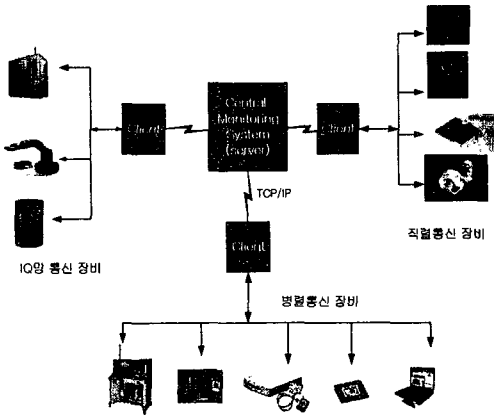 Central
Monitoring
System
(server)
Client
Client
TCP/IP
Client
IQ망 통신 장비
직렬통신 장비
병렬통신 장비